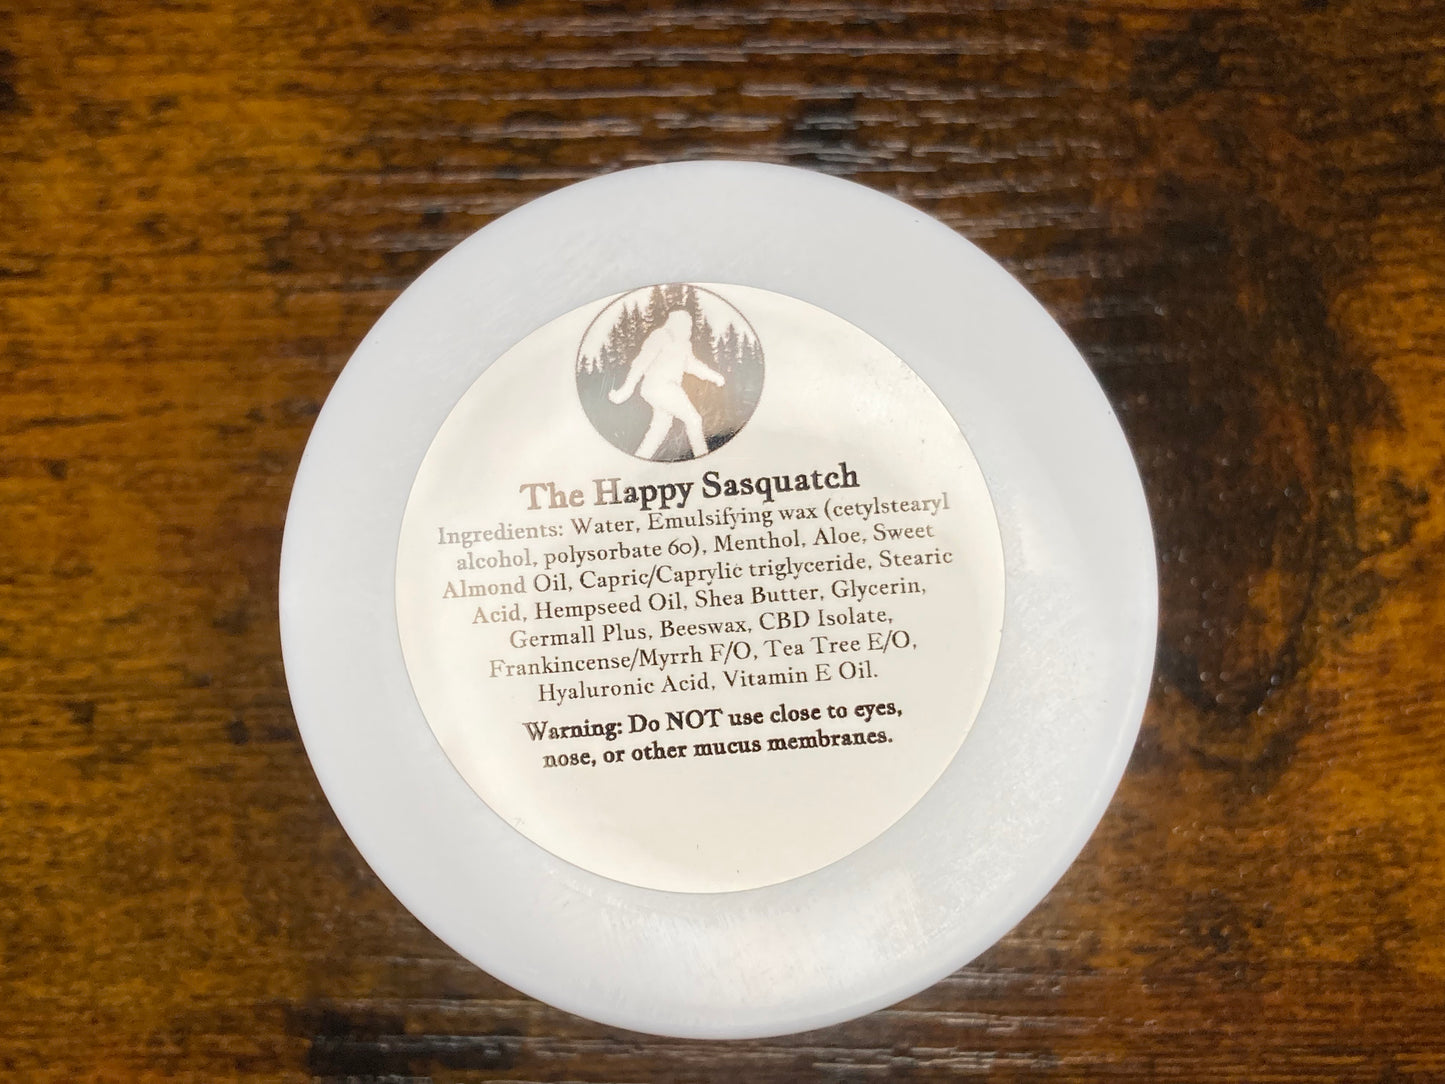 The Happy Sasquatch
Ingredients: Water, Emulsifying wax (cetylstearyl
alcohol, polysorbate 60), Menthol, Aloe, Sweet
Almond Oil, Capric/Caprylic triglyceride, Stearic
Acid, Hempseed Oil, Shea Butter, Glycerin,
Germall Plus, Beeswax, CBD Isolate,
Frankincense/Myrrh F/O, Tea Tree E/O,
Hyaluronic Acid, Vitamin E Oil.
Warning: Do NOT use close to eyes,
nose, or other mucus membranes.